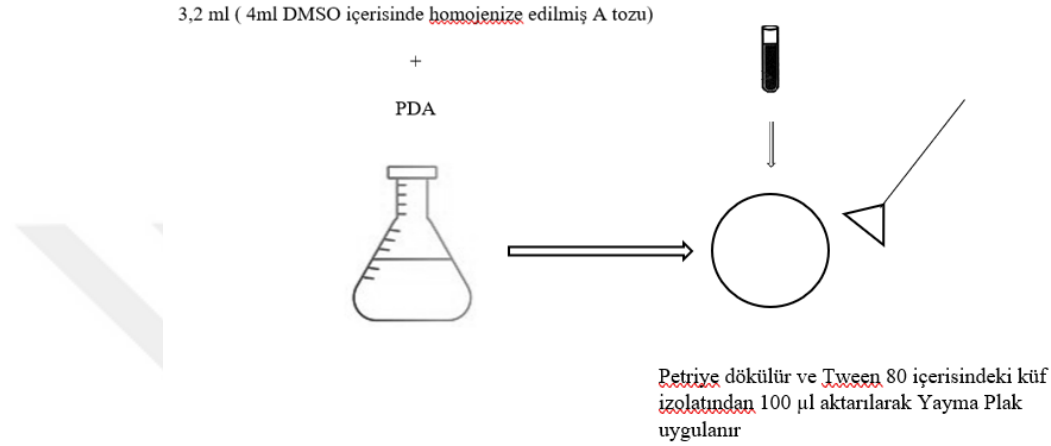 3,2 ml ( 4ml DMSO içerisinde homojenize edilmiş A tozu)
+
PDA
Petriye dökülür ve Tween 80 içerisindeki küf
izolatından 100 µl aktarılarak Yayma Plak
uygulanır